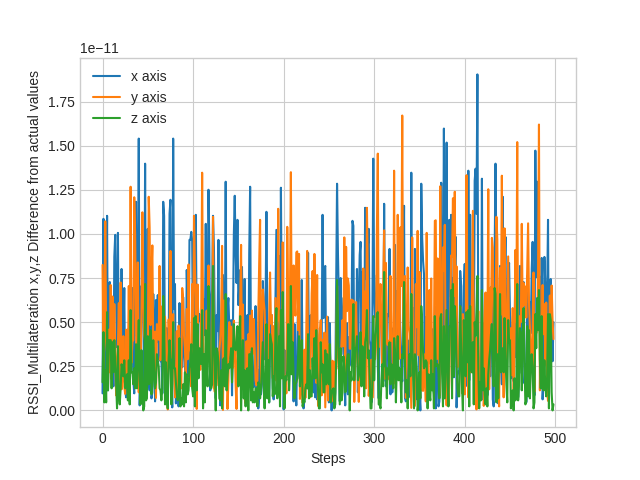 1e−11
x axis
y axis
z axis
1.75
1.50
1.25
1.00
0.75
0.50
0.25
0.00
0 100 200 300 400 500
Steps
RSSI_Multilateration x,y,z Difference from actual values